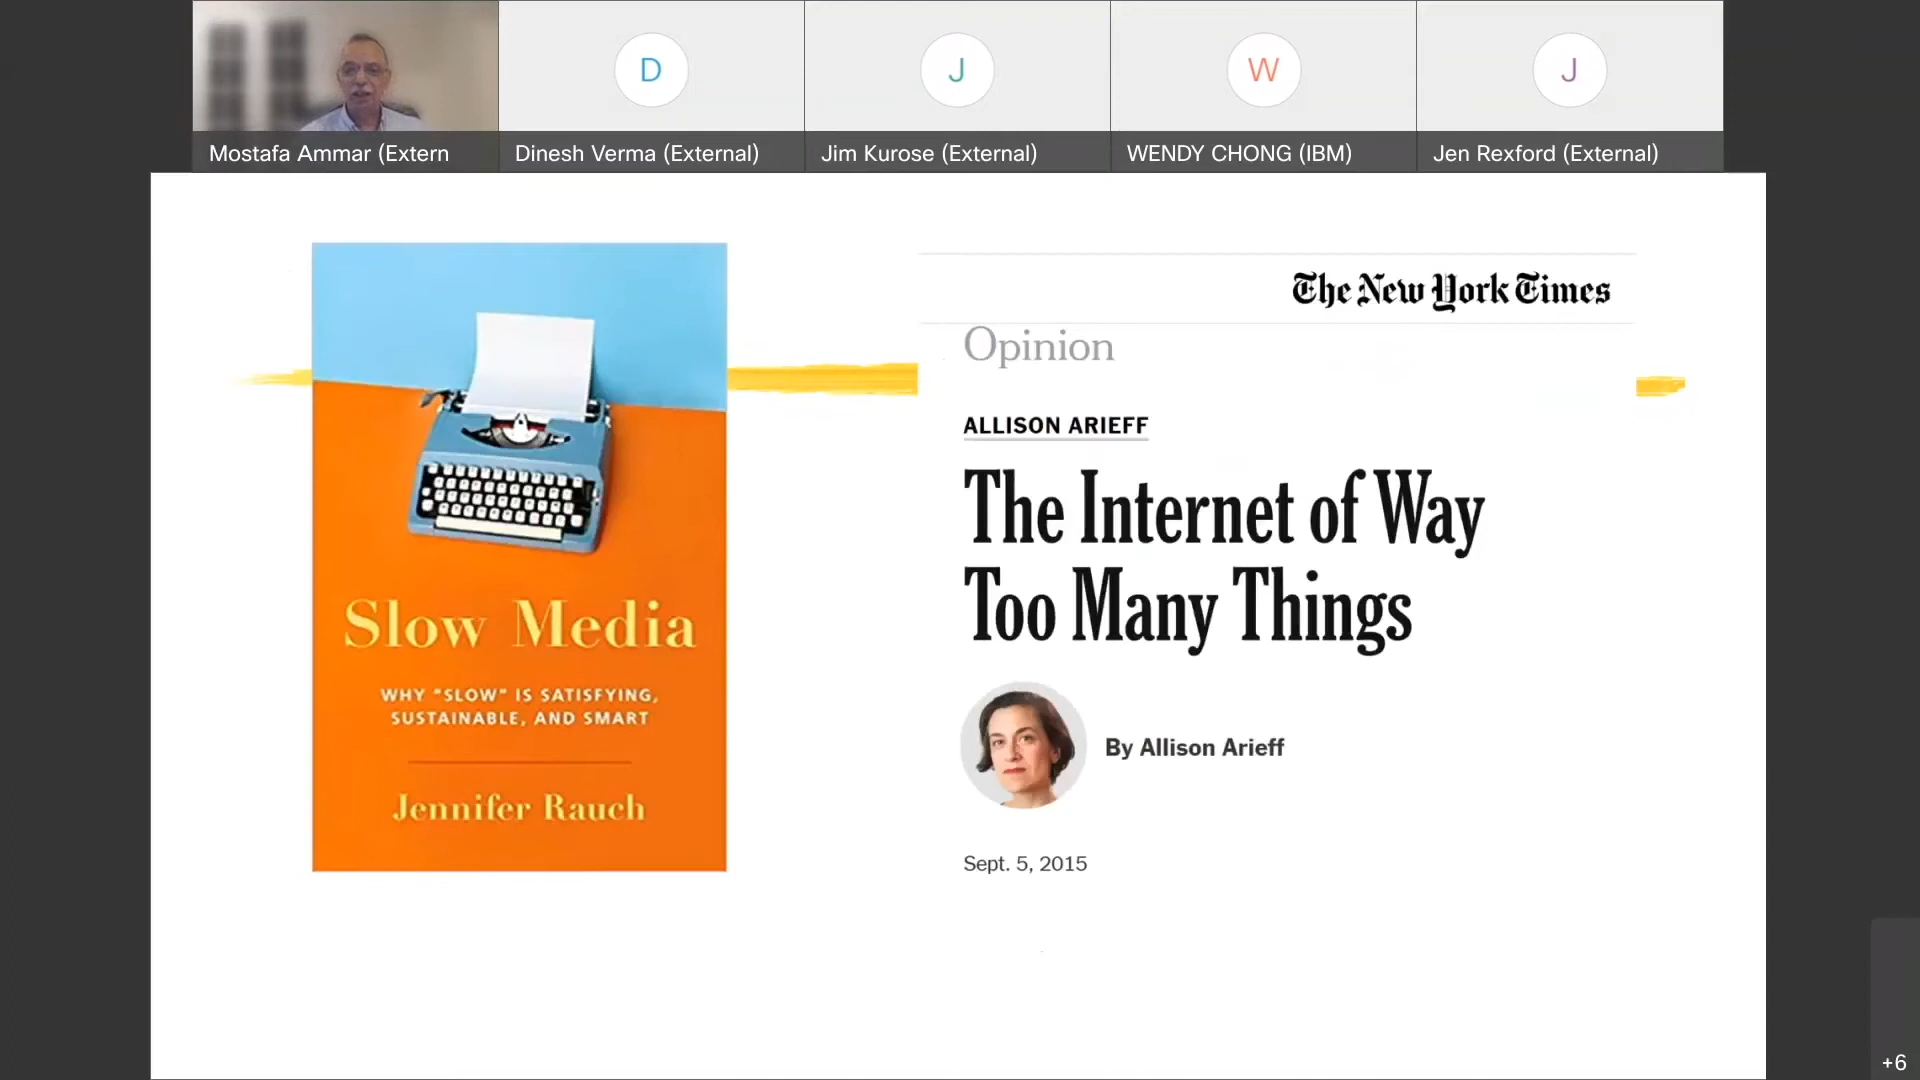 D
J
W
J
Mostafa Ammar (Extern
Dinesh Verma (External)
Jim Kurose (External)
WENDY CHONG (IBM)
Jen Rexford (External)
Slow Media
WHY "SLOW" IS SATISFYING,
SUSTAINABLE, AND SMART
Jennifer Rauch
The New York Times
Opinion
ALLISON ARIEFF
The Internet of Way
Too Many Things
By Allison Arieff
Sept. 5, 2015
+6